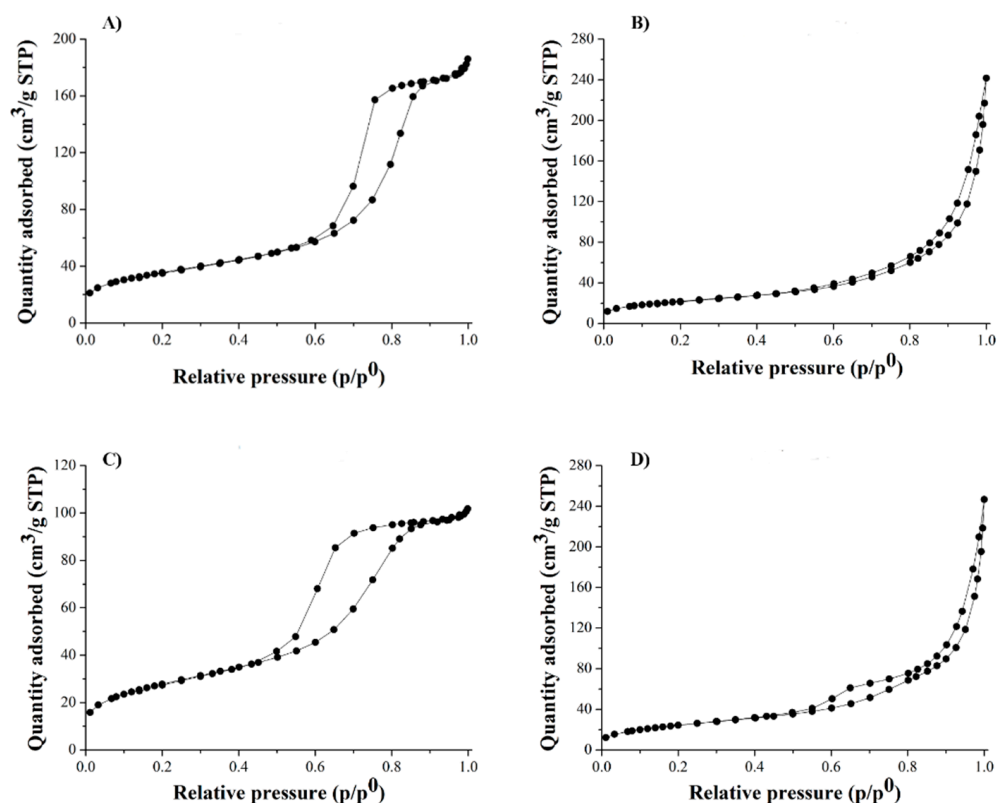 A)
Quantity adsorbed (cm³/g STP)
200
160
120
80
40
0
0.0 0.2 0.4 0.6 0.8 1.0
Relative pressure (p/p⁰)
B)
Quantity adsorbed (cm³/g STP)
280
240
200
160
120
80
40
0
0.0 0.2 0.4 0.6 0.8 1.0
Relative pressure (p/p⁰)
C)
Quantity adsorbed (cm³/g STP)
120
100
80
60
40
20
0
0.0 0.2 0.4 0.6 0.8 1.0
Relative pressure (p/p⁰)
D)
Quantity adsorbed (cm³/g STP)
280
240
200
160
120
80
40
0
0.0 0.2 0.4 0.6 0.8 1.0
Relative pressure (p/p⁰)